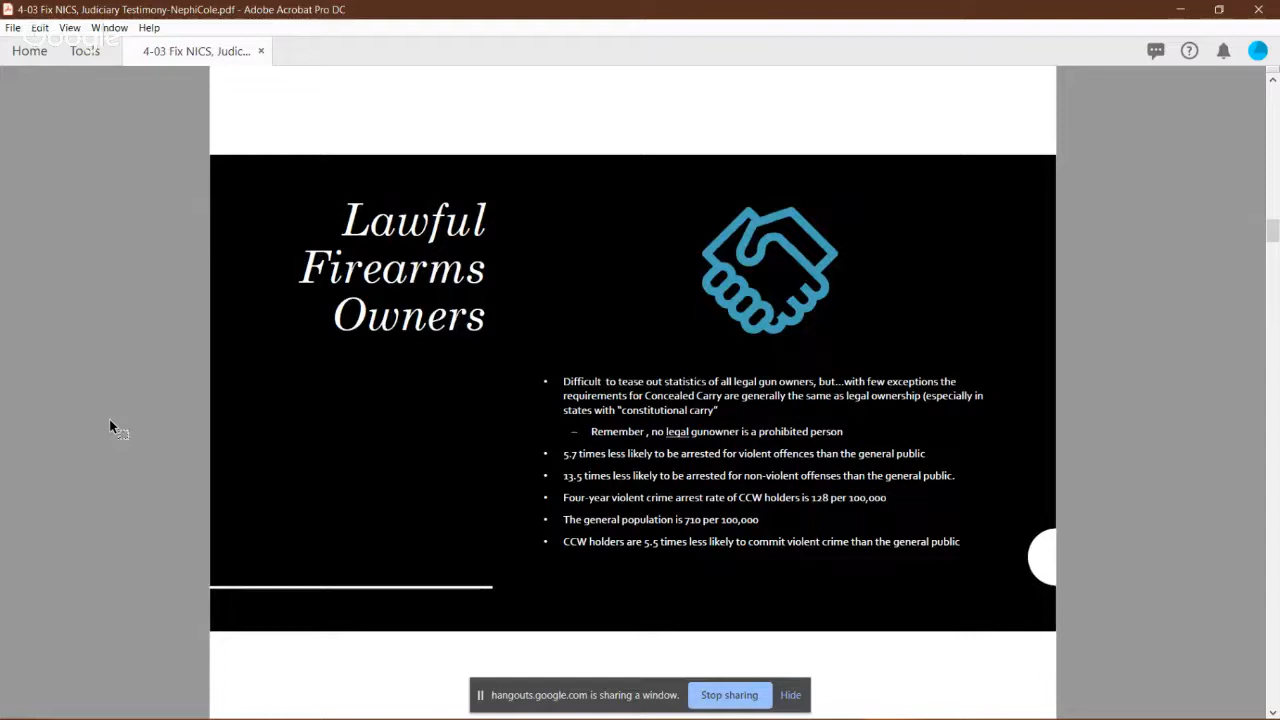 4-03 Fix NICS, Judiciary Testimony-NephiCole.pdf - Adobe Acrobat Pro DC
File Edit View Window Help
Google
Home Tools 4-03 Fix NICS, Judic... ×
Lawful
Firearms
Owners
• Difficult to tease out statistics of all legal gun owners, but...with few exceptions the
requirements for Concealed Carry are generally the same as legal ownership (especially in
states with "constitutional carry"
– Remember , no legal gunowner is a prohibited person
• 5.7 times less likely to be arrested for violent offences than the general public
• 13.5 times less likely to be arrested for non-violent offenses than the general public.
• Four-year violent crime arrest rate of CCW holders is 128 per 100,000
• The general population is 710 per 100,000
• CCW holders are 5.5 times less likely to commit violent crime than the general public
hangouts.google.com is sharing a window. Stop sharing Hide